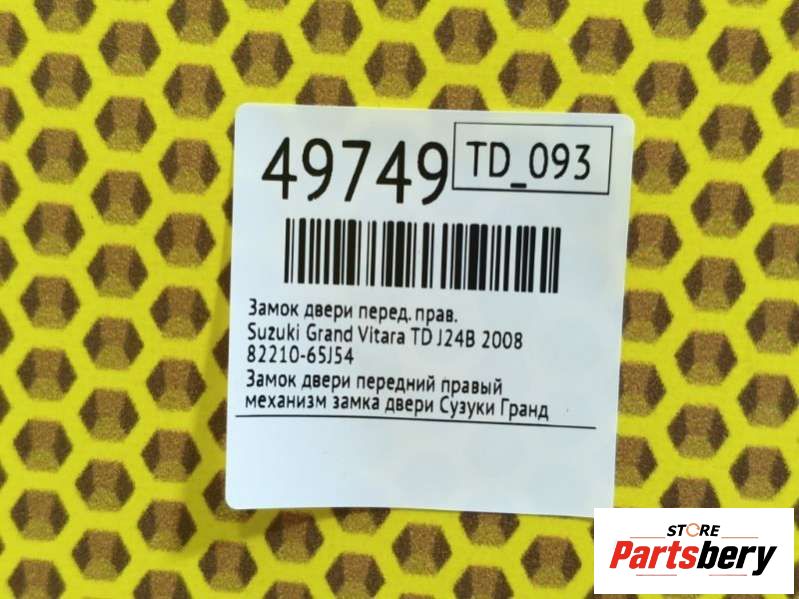 49749 TD_093
Замок двери перед. прав.
Suzuki Grand Vitara TD J24B 2008
82210-65J54
Замок двери передний правый
механизм замка двери Сузуки Гранд
STORE
Partsbery